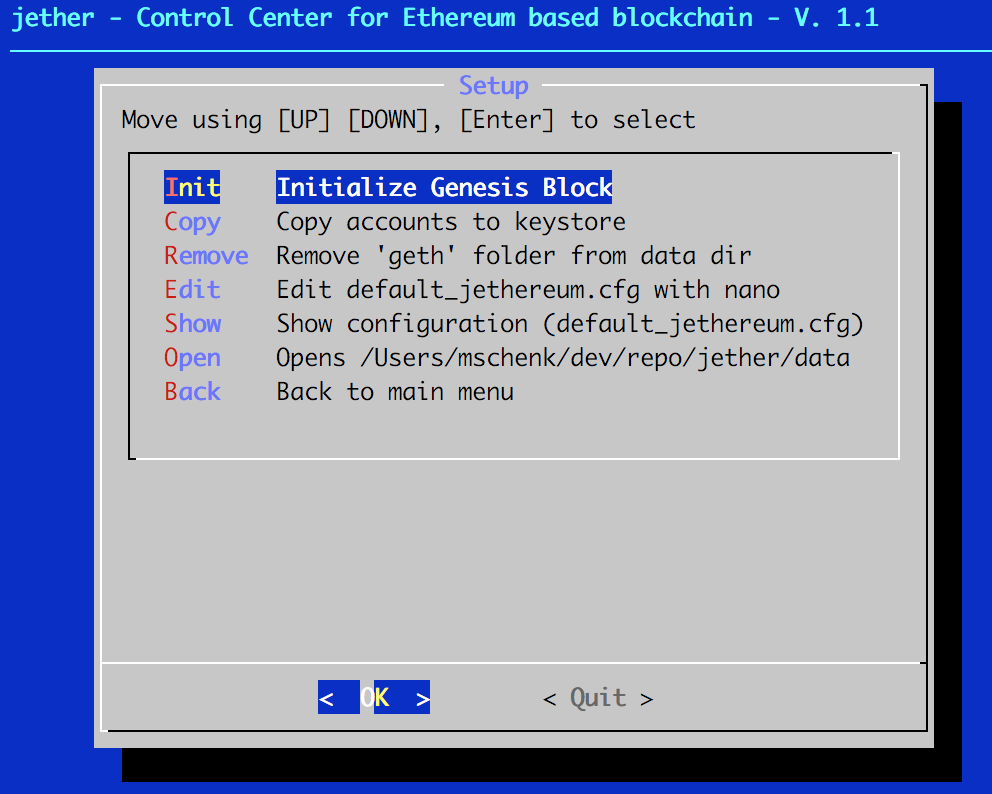 jether - Control Center for Ethereum based blockchain - V. 1.1
Setup
Move using [UP] [DOWN], [Enter] to select
Init Initialize Genesis Block
Copy Copy accounts to keystore
Remove Remove 'geth' folder from data dir
Edit Edit default_jethereum.cfg with nano
Show Show configuration (default_jethereum.cfg)
Open Opens /Users/mschenk/dev/repo/jether/data
Back Back to main menu
< OK > < Quit >